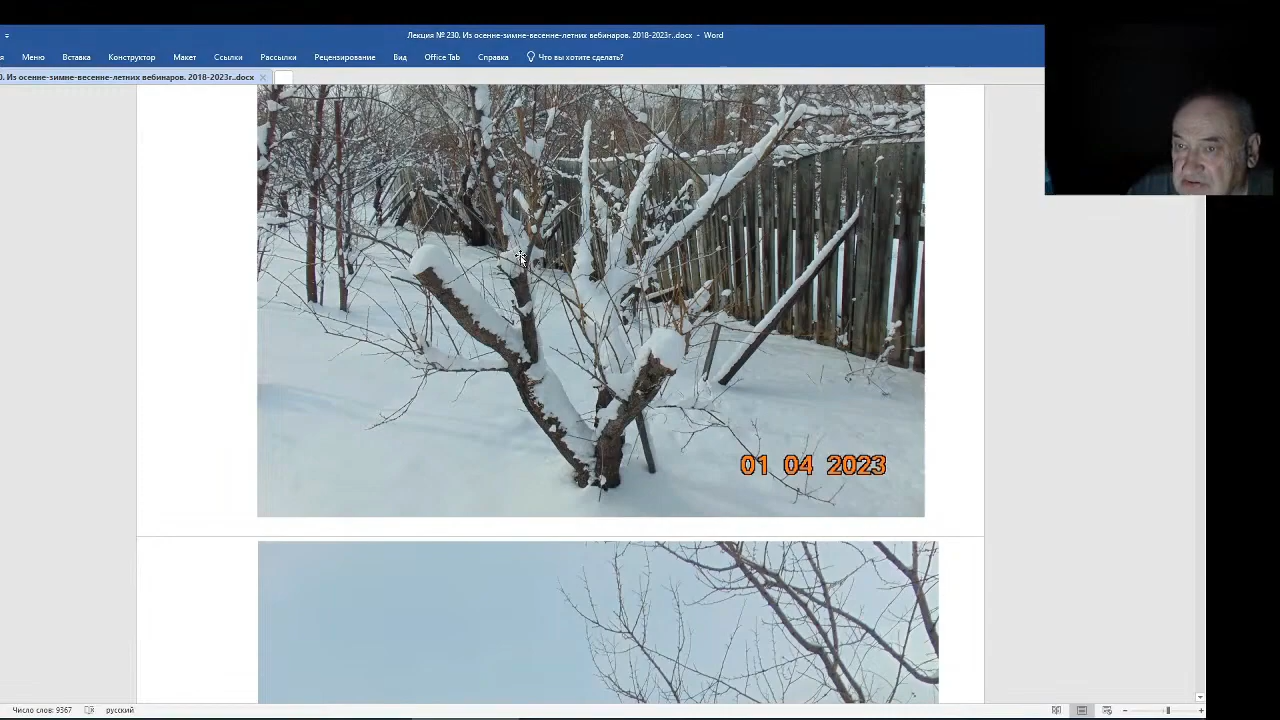 Лекция № 230. Из осенне-зимне-весенне-летних вебинаров. 2018-2023г..docx - Word
Меню Вставка Конструктор Макет Ссылки Рассылки Рецензирование Вид Office Tab Справка Что вы хотите сделать?
0. Из осенне-зимне-весенне-летних вебинаров. 2018-2023г..docx
01 04 2023
Число слов: 9367 русский